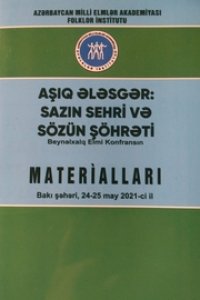 AZƏRBAYCAN MİLLİ ELMLƏR AKADEMİYASI
FOLKLOR İNSTİTUTU
AŞIQ ƏLƏSGƏR:
SAZIN SEHRİ VƏ
SÖZÜN ŞÖHRƏTİ
Beynəlxalq Elmi Konfransın
MATERİALLARI
Bakı şəhəri, 24-25 may 2021-ci il